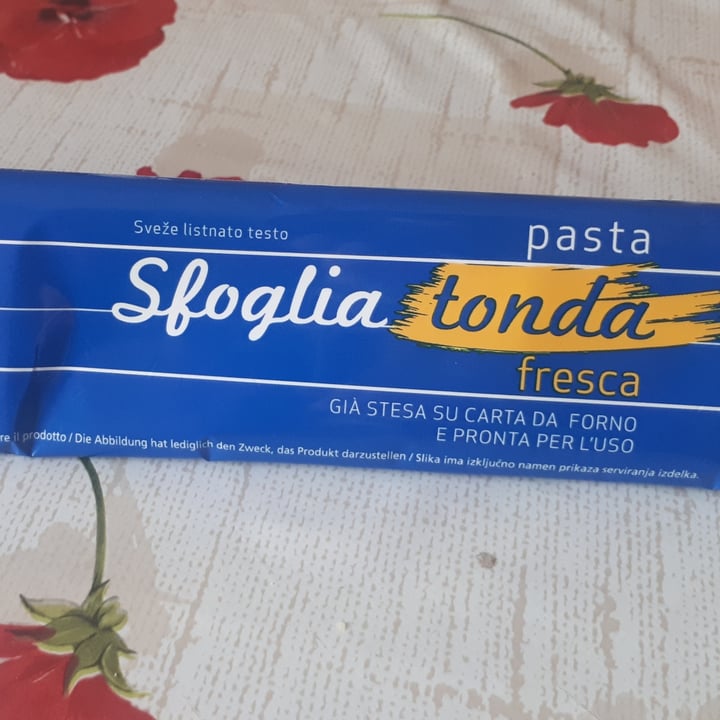 Sveže listnato testo
pasta
Sfoglia tonda
fresca
GIÀ STESA SU CARTA DA FORNO
E PRONTA PER L'USO
il prodotto / Die Abbildung hat lediglich den Zweck, das Produkt darzustellen / Slika ima izključno namen prikaza serviranja izdelka.